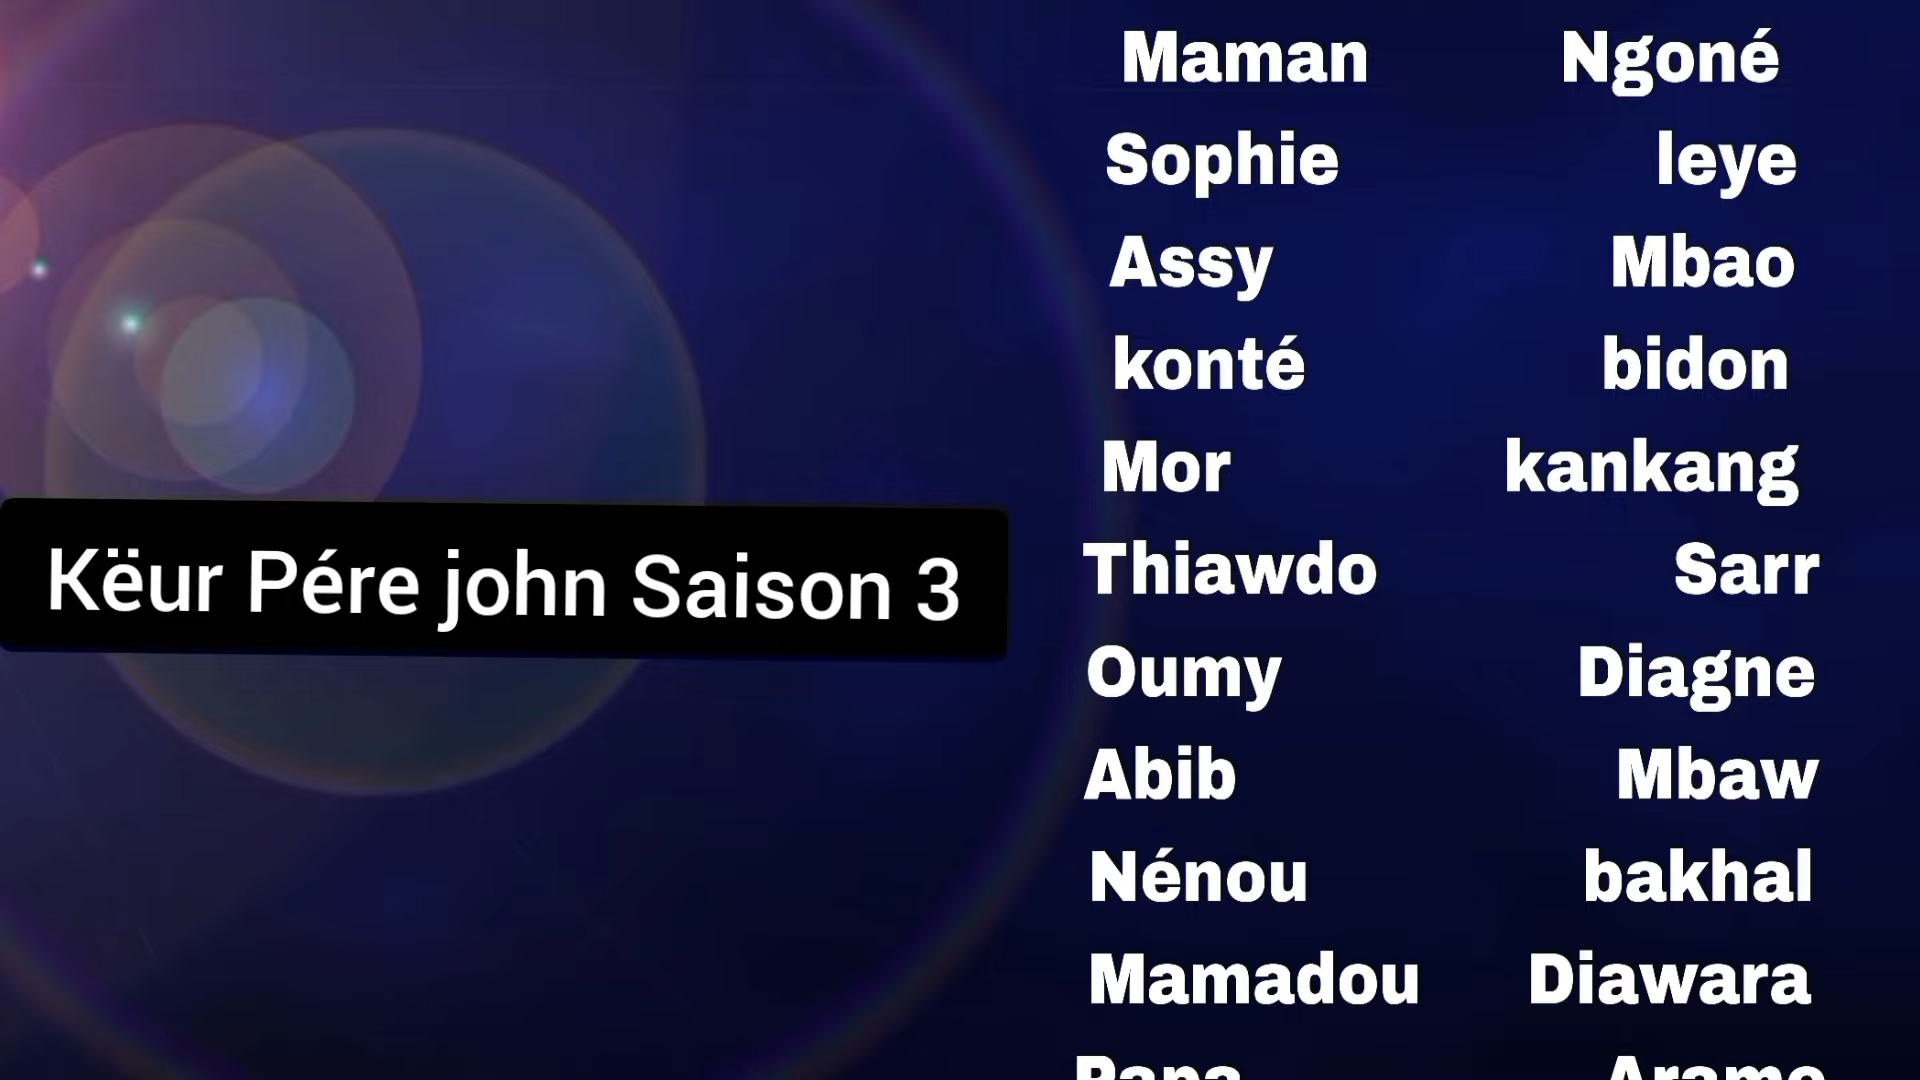 Maman Ngoné
Sophie leye
Assy Mbao
konté bidon
Mor kankang
Thiawdo Sarr
Oumy Diagne
Abib Mbaw
Nénou bakhal
Mamadou Diawara
Këur Pére john Saison 3